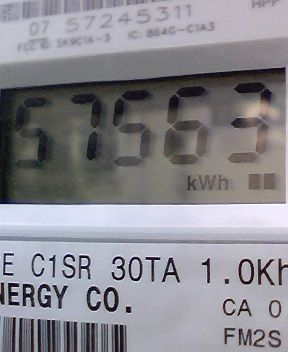 HPP
07 57245311
FCC ID: SK9C1A-3 IC: 864G-C1A3
57563
kWh
E C1SR 30TA 1.0Kh
NERGY CO.
CA 0
FM2S